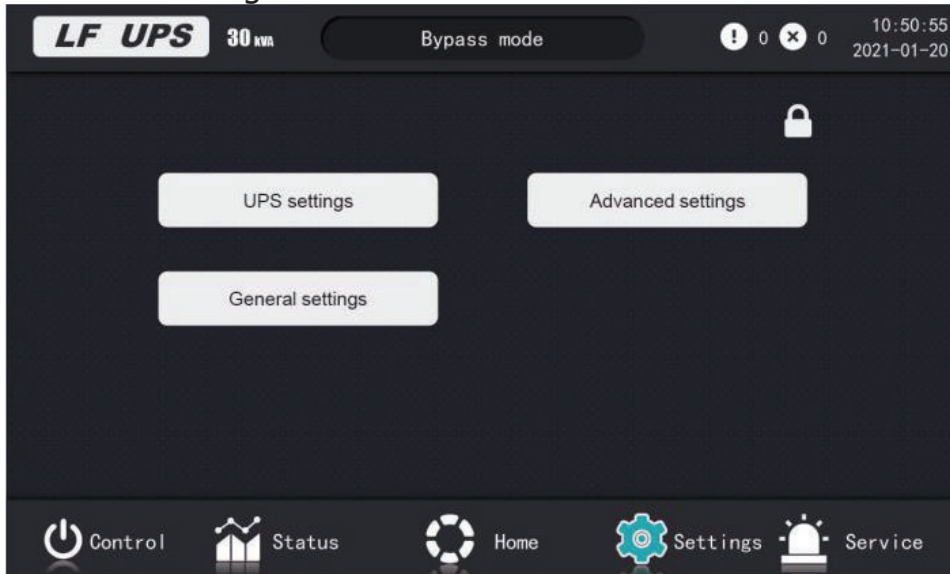 LF UPS 30 KVA Bypass mode ! 0 × 0 10:50:55
2021-01-20
UPS settings Advanced settings
General settings
Control Status Home Settings Service